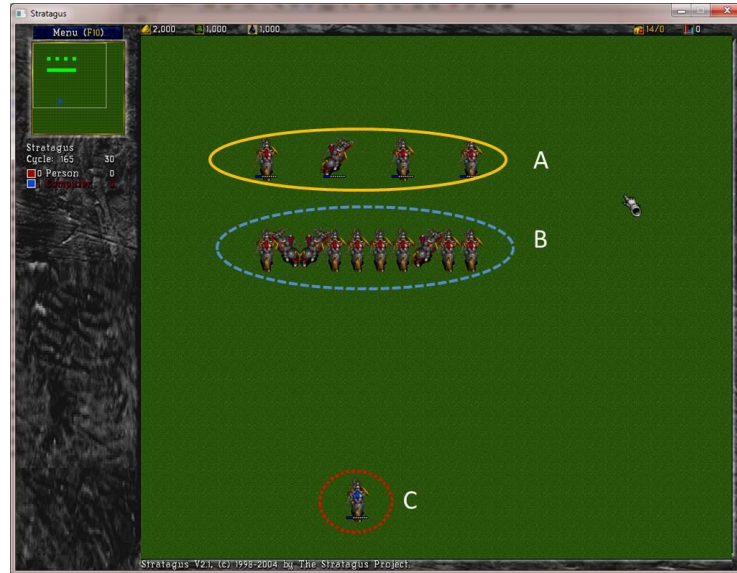 Stratagus
Menu (F10)
2,000 1,000 1,000 14/0 0
Stratagus
Cycle: 165 30
0 Person 0
A
B
C
Stratagus V2.1, (c) 1998-2004 by The Stratagus Project.